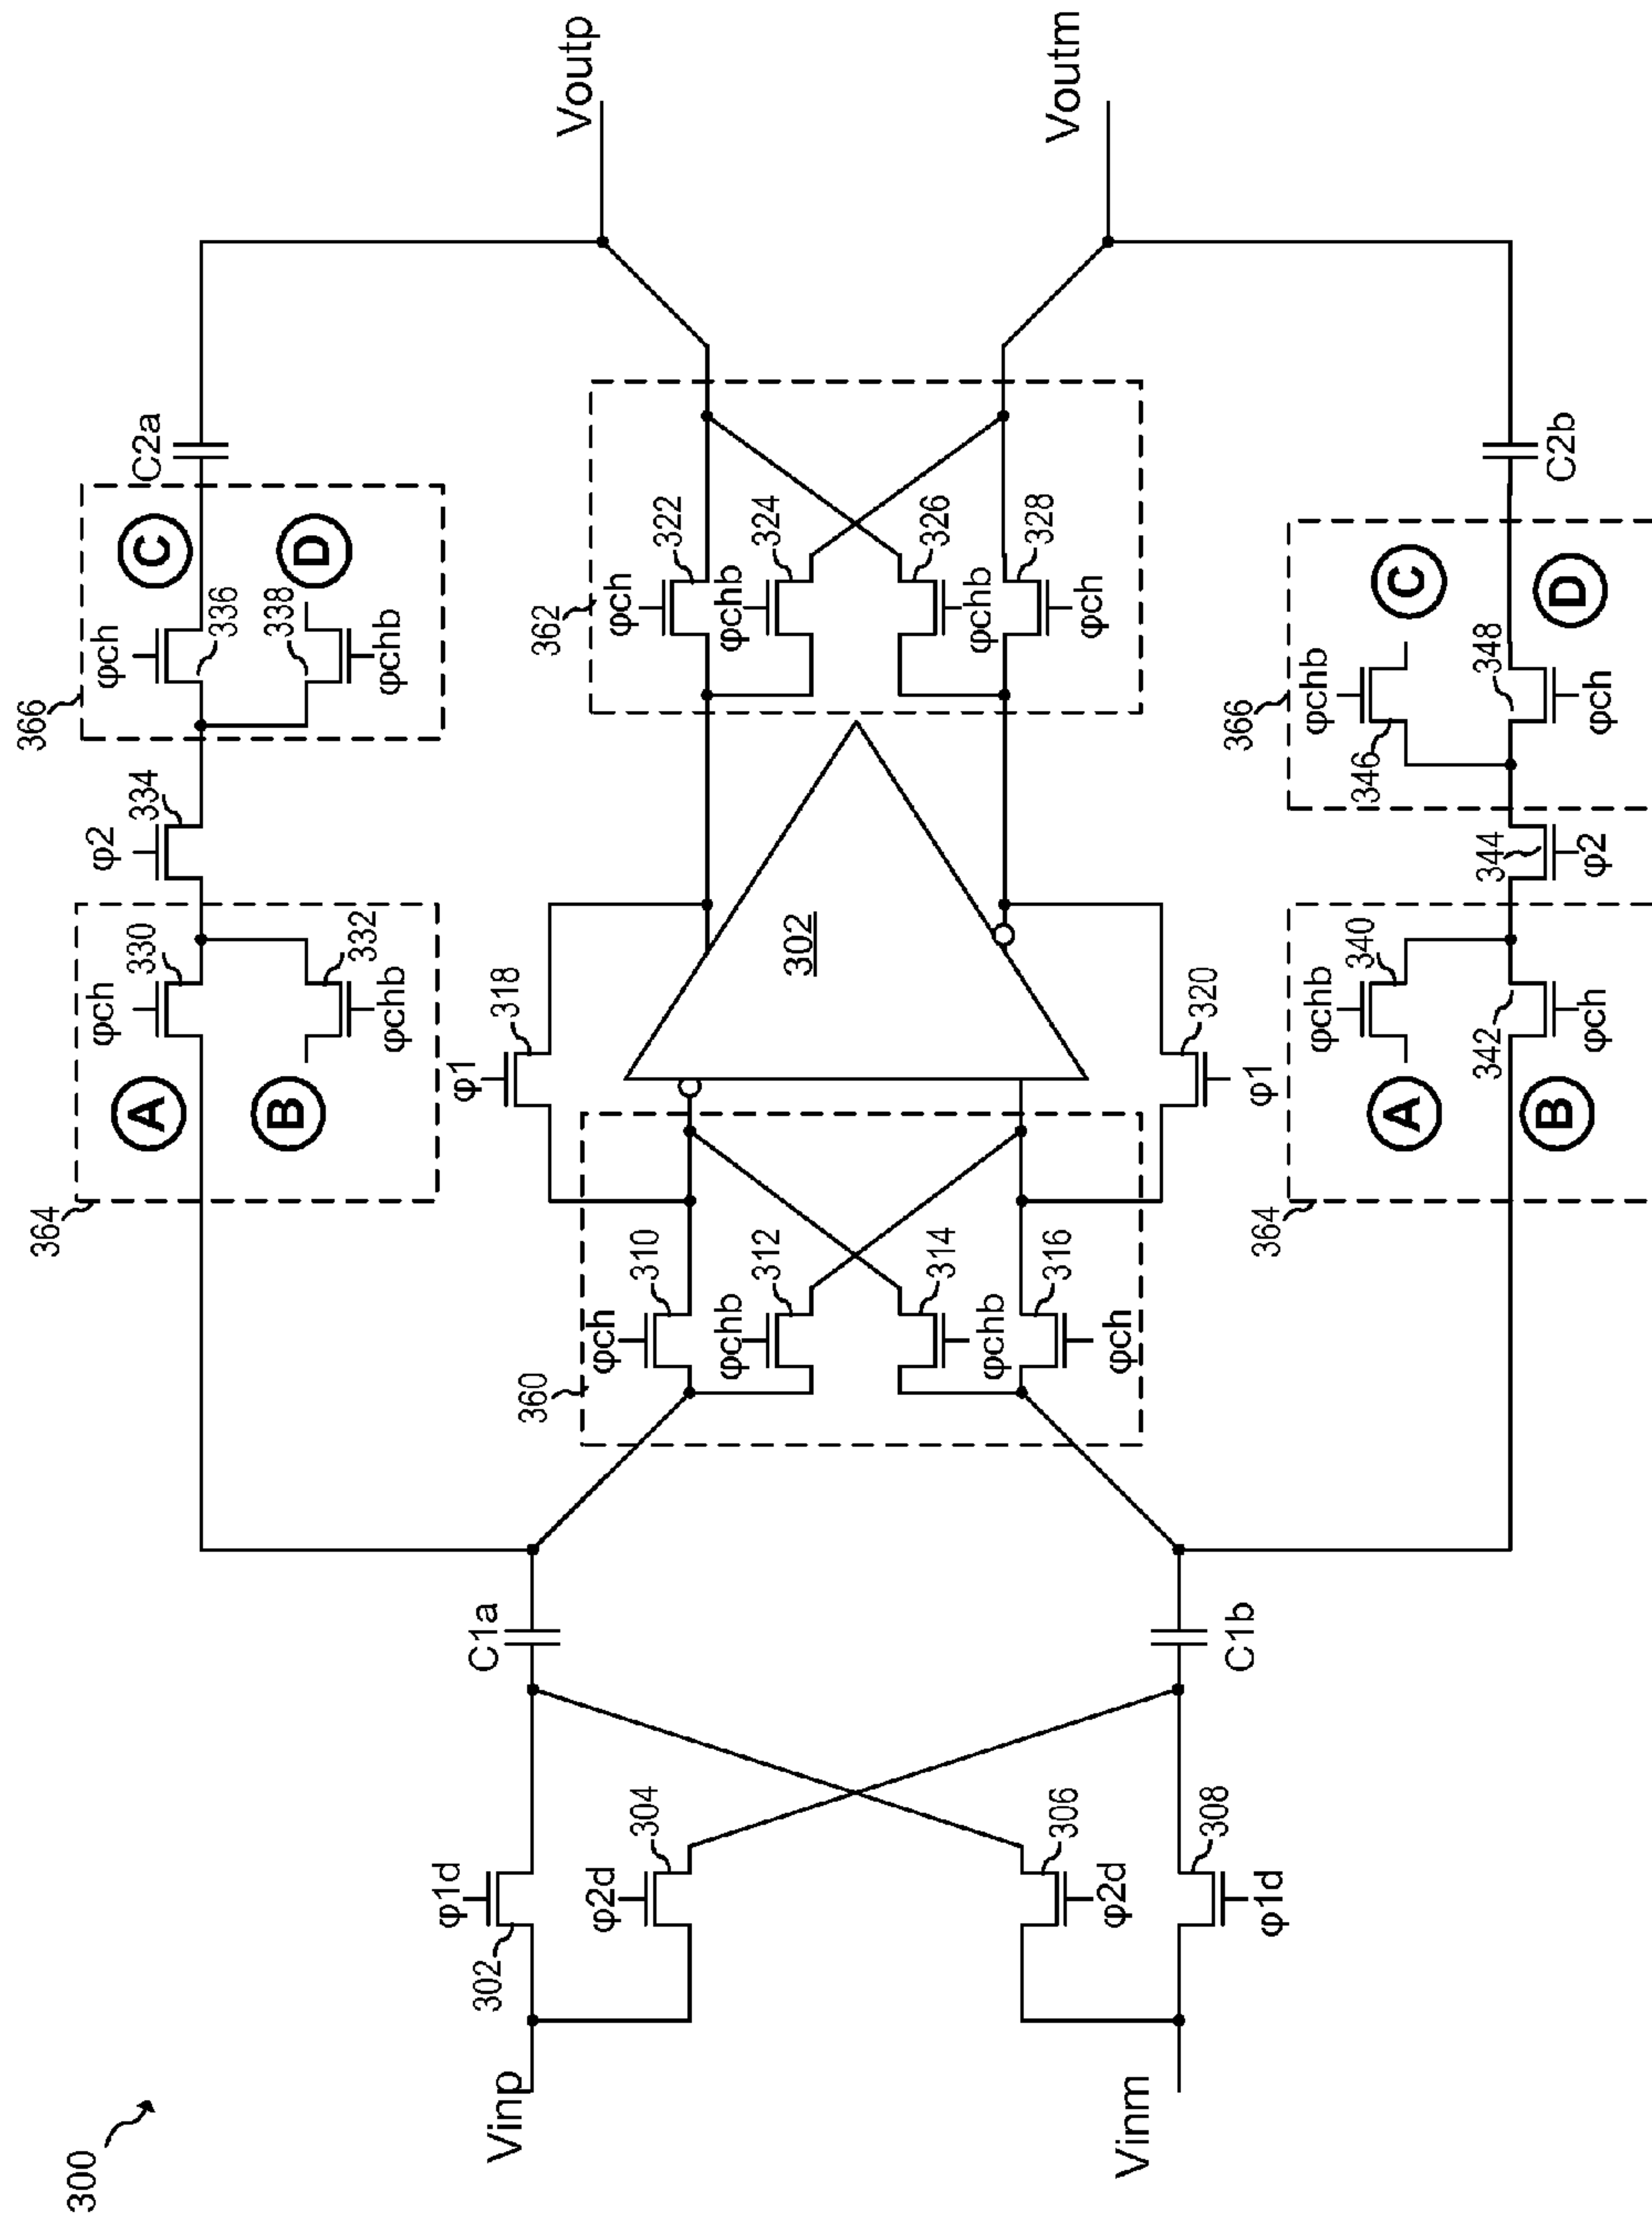 300
Vinp
Vinm
302
φ1d
304
φ2d
306
φ2d
308
φ1d
C1a
C1b
364
A
B
φch
330
332
φchb
φ2
334
366
φch
336
338
φchb
C
D
C2a
360
φch
310
φchb
312
314
φchb
316
φch
φ1
318
302
320
φ1
362
φch
322
φchb
324
326
φchb
328
φch
Voutp
Voutm
364
A
B
φchb
340
342
φch
344
φ2
366
φchb
346
348
φch
C
D
C2b